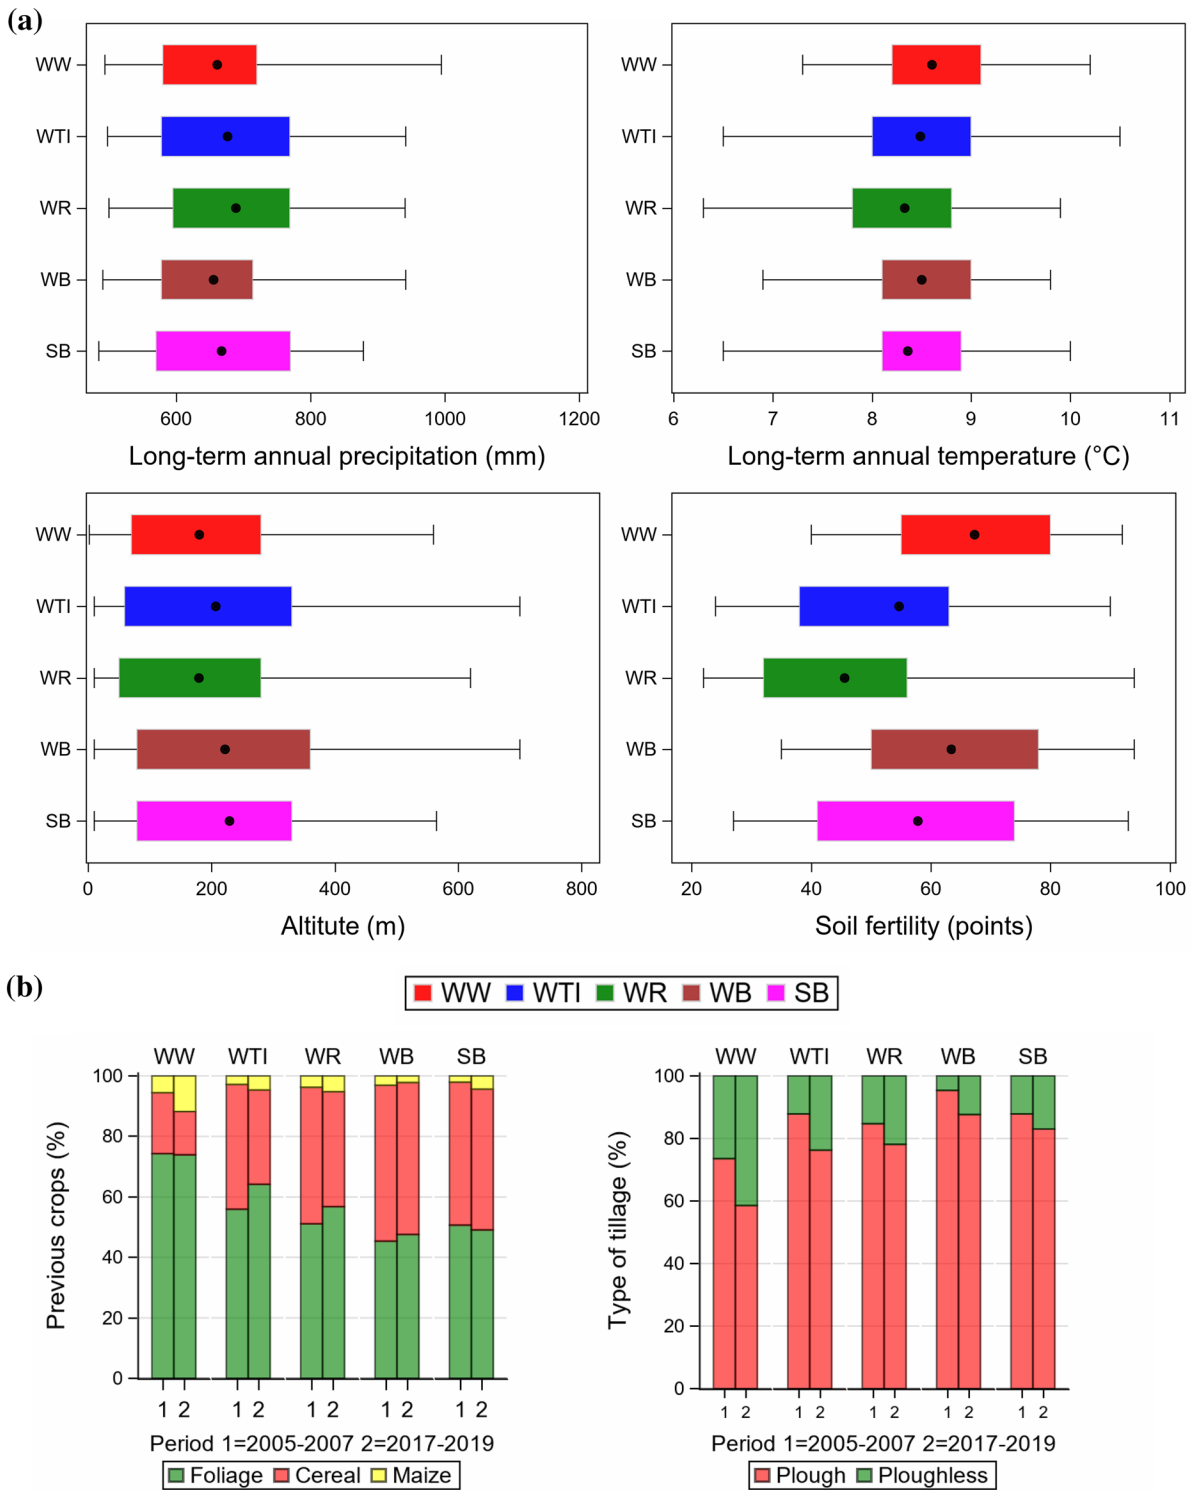 (a)
WW
WTI
WR
WB
SB
600 800 1000 1200
Long-term annual precipitation (mm)
WW
WTI
WR
WB
SB
6 7 8 9 10 11
Long-term annual temperature (°C)
WW
WTI
WR
WB
SB
0 200 400 600 800
Altitute (m)
WW
WTI
WR
WB
SB
20 40 60 80 100
Soil fertility (points)
(b)
WW WTI WR WB SB
WW WTI WR WB SB
Previous crops (%)
100
80
60
40
20
0
1 2 1 2 1 2 1 2 1 2
Period 1=2005-2007 2=2017-2019
Foliage Cereal Maize
WW WTI WR WB SB
Type of tillage (%)
100
80
60
40
20
0
1 2 1 2 1 2 1 2 1 2
Period 1=2005-2007 2=2017-2019
Plough Ploughless